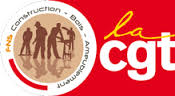 FNS Construction - Bois - Ameublement
la
cgt